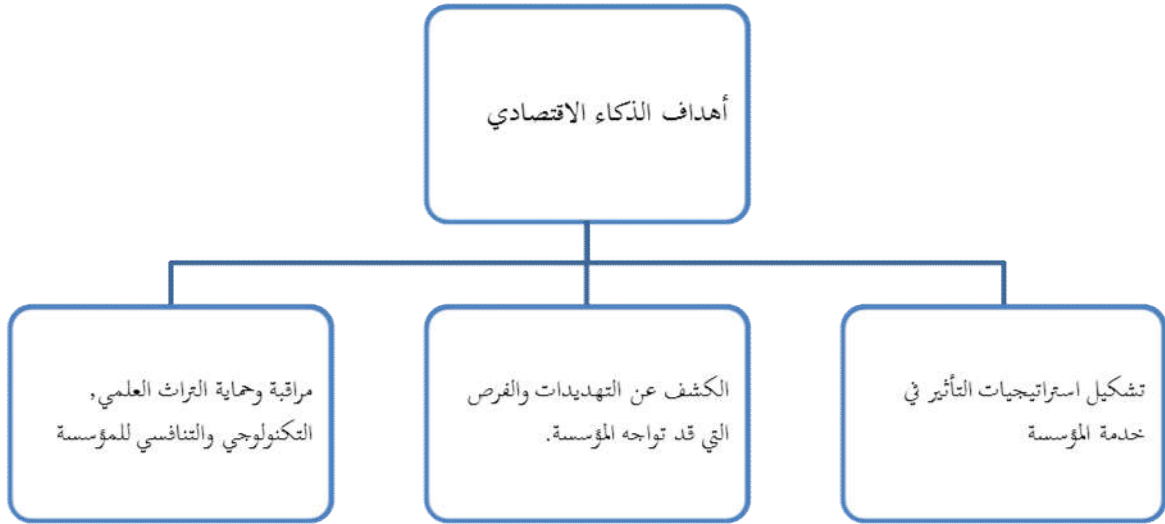 أهداف الذكاء الاقتصادي
تشكيل استراتيجيات التأثير في
خدمة المؤسسة
الكشف عن التهديدات والفرص
التي قد تواجه المؤسسة.
مراقبة وحماية التراث العلمي,
التكنولوجي والتنافسي للمؤسسة